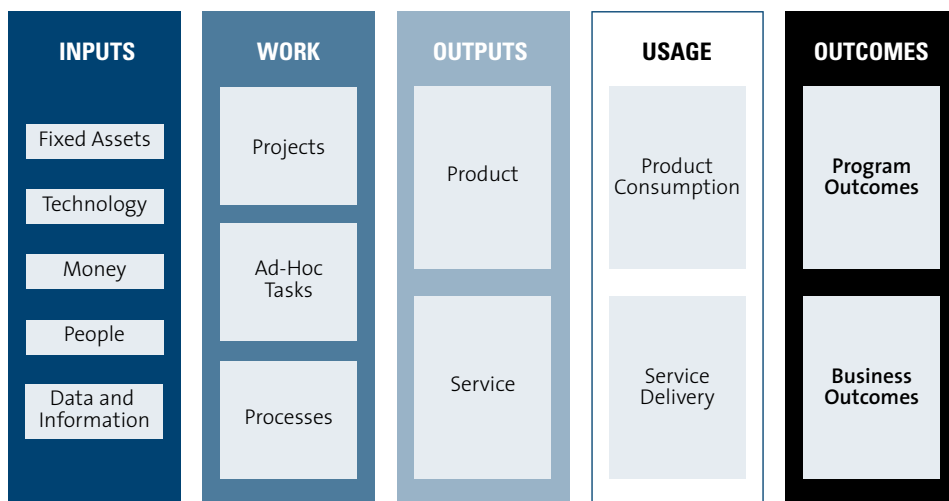 INPUTS
Fixed Assets
Technology
Money
People
Data and
Information
WORK
Projects
Ad-Hoc
Tasks
Processes
OUTPUTS
Product
Service
USAGE
Product
Consumption
Service
Delivery
OUTCOMES
Program
Outcomes
Business
Outcomes